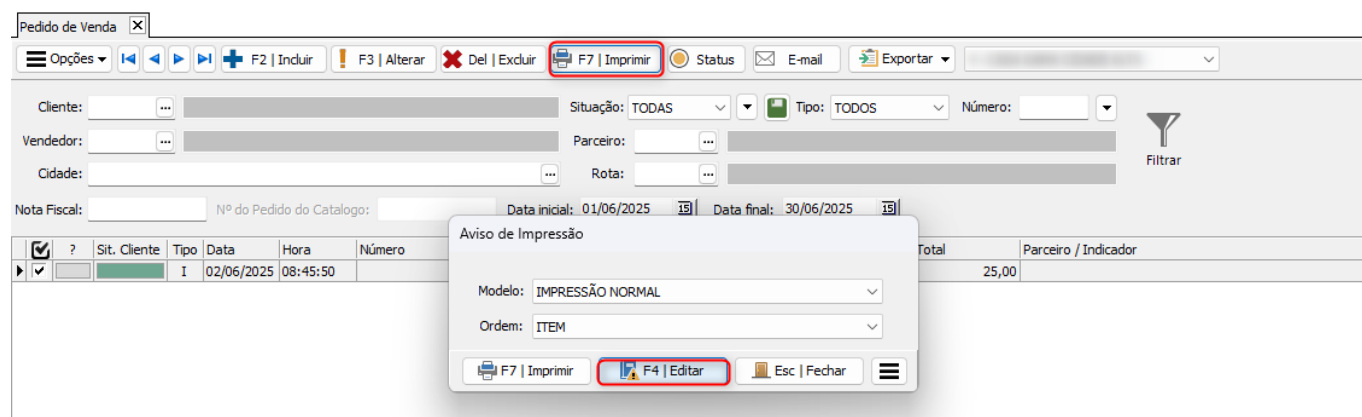 Pedido de Venda X
Opções F2 | Incluir F3 | Alterar Del | Excluir F7 | Imprimir Status E-mail Exportar
Cliente: ... Situação: TODAS Tipo: TODOS Número:
Vendedor: ... Parceiro: ...
Filtrar
Cidade: ... Rota: ...
Nota Fiscal: Nº do Pedido do Catalogo: Data inicial: 01/06/2025 15 Data final: 30/06/2025 15
Aviso de Impressão
? Sit. Cliente Tipo Data Hora Número Total Parceiro / Indicador
I 02/06/2025 08:45:50 25,00
Modelo: IMPRESSÃO NORMAL
Ordem: ITEM
F7 | Imprimir F4 | Editar Esc | Fechar